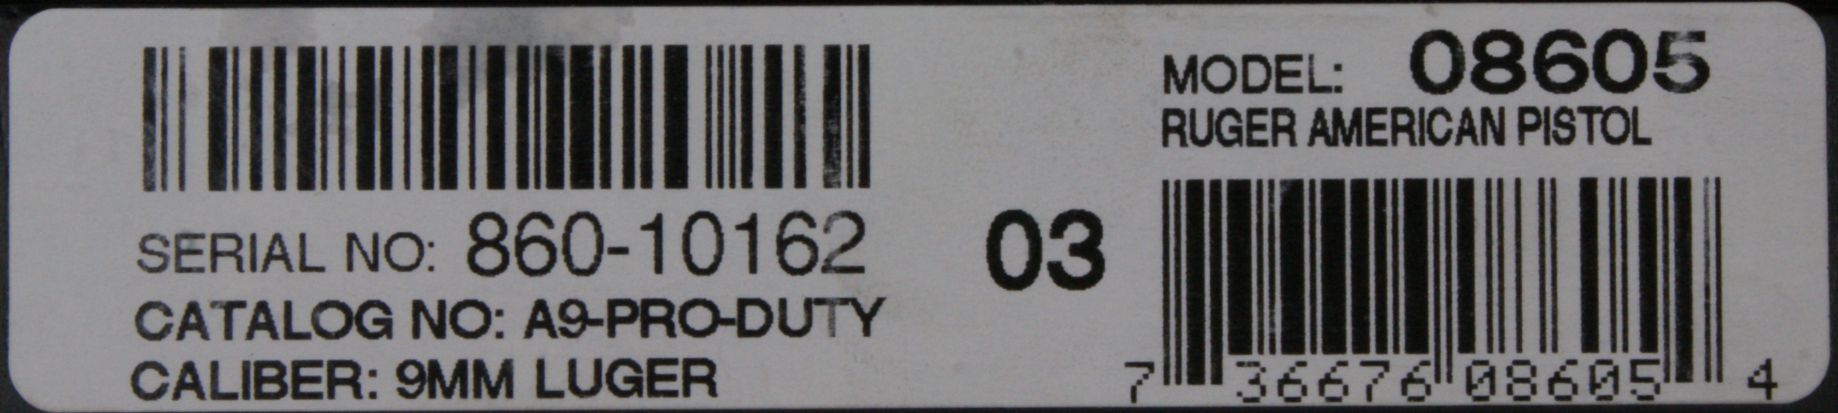 SERIAL NO: 860-10162
CATALOG NO: A9-PRO-DUTY
CALIBER: 9MM LUGER
03
MODEL: 08605
RUGER AMERICAN PISTOL
7 36676 08605 4